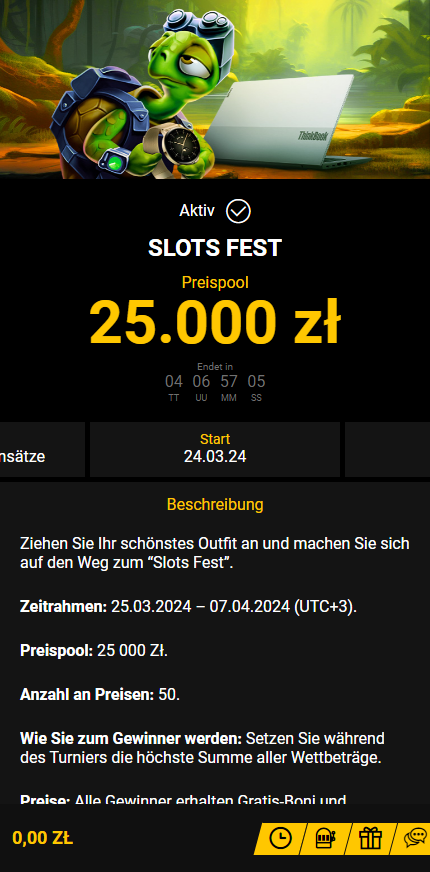 ThinkBook
Aktiv
SLOTS FEST
Preispool
25.000 zł
Endet in
04 06 57 05
TT UU MM SS
nsätze
Start
24.03.24
Beschreibung
Ziehen Sie Ihr schönstes Outfit an und machen Sie sich
auf den Weg zum “Slots Fest”.
Zeitrahmen: 25.03.2024 – 07.04.2024 (UTC+3).
Preispool: 25 000 Zł.
Anzahl an Preisen: 50.
Wie Sie zum Gewinner werden: Setzen Sie während
des Turniers die höchste Summe aller Wettbeträge.
Preise: Alle Gewinner erhalten Gratis-Boni und
0,00 ZŁ